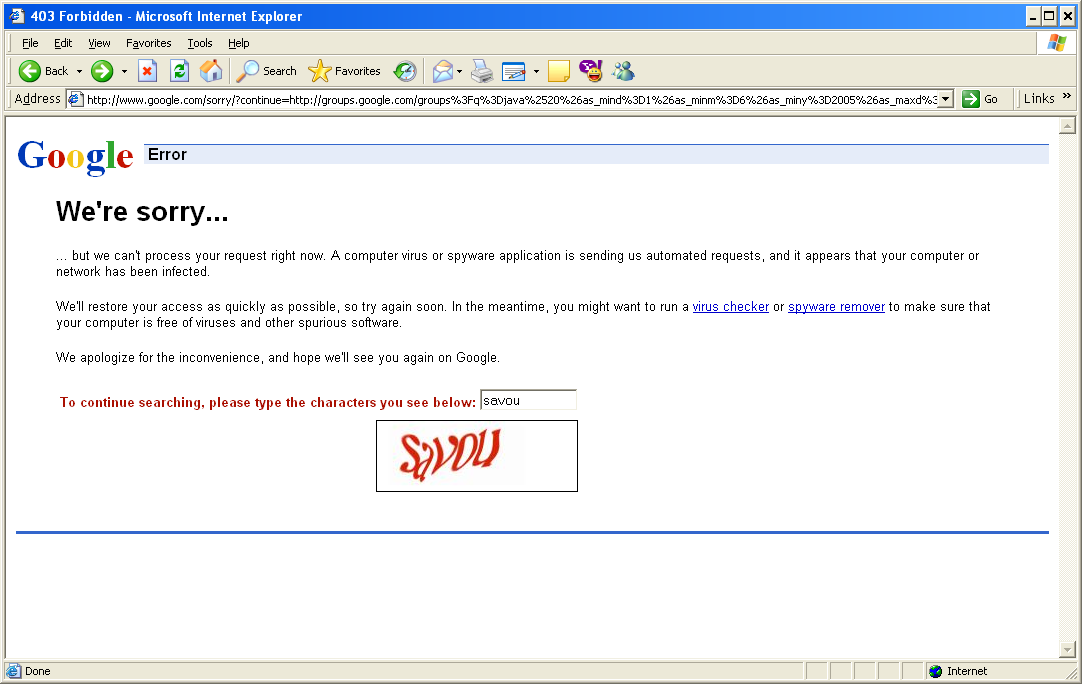 403 Forbidden - Microsoft Internet Explorer
File Edit View Favorites Tools Help
Back Search Favorites
Address http://www.google.com/sorry/?continue=http://groups.google.com/groups%3Fq%3Djava%2520%26as_mind%3D1%26as_minm%3D6%26as_miny%3D2005%26as_maxd%3 Go Links »
Google Error
We're sorry...
... but we can't process your request right now. A computer virus or spyware application is sending us automated requests, and it appears that your computer or
network has been infected.
We'll restore your access as quickly as possible, so try again soon. In the meantime, you might want to run a virus checker or spyware remover to make sure that
your computer is free of viruses and other spurious software.
We apologize for the inconvenience, and hope we'll see you again on Google.
To continue searching, please type the characters you see below: savou
savou
Done Internet